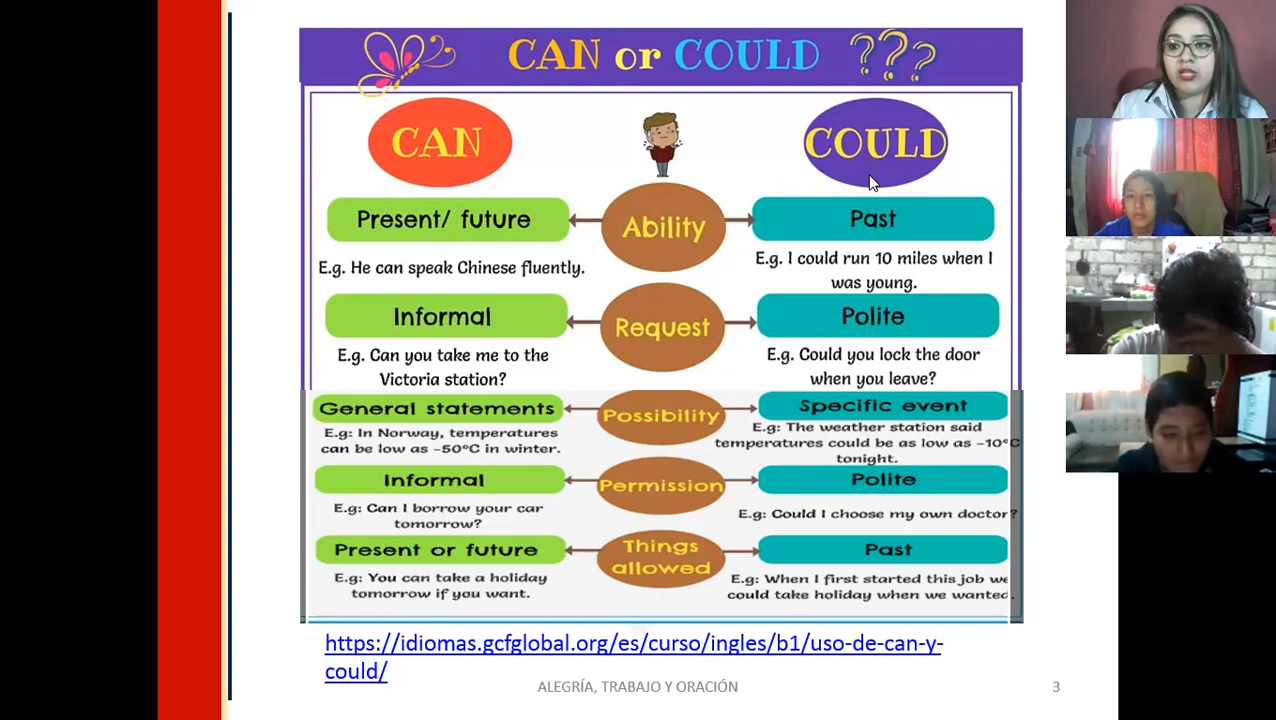 CAN or COULD ???
CAN
COULD
Present/ future
Ability
Past
E.g. He can speak Chinese fluently.
E.g. I could run 10 miles when I
was young.
Informal
Request
Polite
E.g. Can you take me to the
Victoria station?
E.g. Could you lock the door
when you leave?
General statements
Possibility
Specific event
E.g: In Norway, temperatures
can be low as -50°C in winter.
E.g: The weather station said
temperatures could be as low as -10°C
tonight.
Informal
Permission
Polite
E.g: Can I borrow your car
tomorrow?
E.g: Could I choose my own doctor?
Present or future
Things
allowed
Past
E.g: You can take a holiday
tomorrow if you want.
E.g: When I first started this job we
could take holiday when we wanted.
https://idiomas.gcfglobal.org/es/curso/ingles/b1/uso-de-can-y-
could/
ALEGRÍA, TRABAJO Y ORACIÓN
3